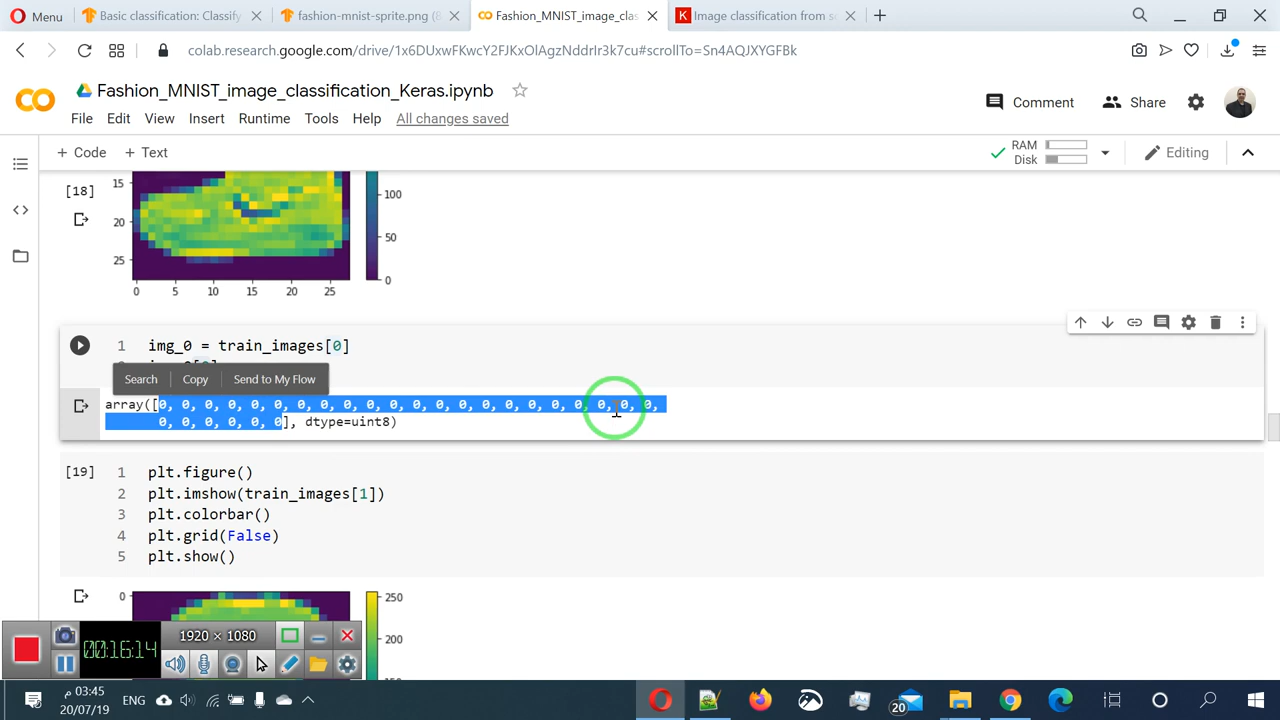 Menu
Basic classification: Classify
fashion-mnist-sprite.png (8
Fashion_MNIST_image_clas
Image classification from s
colab.research.google.com/drive/1x6DUxwFKwcY2FJKxOlAgzNddrIr3k7cu#scrollTo=Sn4AQJXYGFBk
Fashion_MNIST_image_classification_Keras.ipynb
Comment
Share
File Edit View Insert Runtime Tools Help All changes saved
+ Code + Text
RAM
Disk
Editing
[18]
15
20
25
0 5 10 15 20 25
100
50
0
1 img_0 = train_images[0]
Search Copy Send to My Flow
array([0, 0, 0, 0, 0, 0, 0, 0, 0, 0, 0, 0, 0, 0, 0, 0, 0, 0, 0, 0, 0, 0,
0, 0, 0, 0, 0, 0], dtype=uint8)
[19]
1 plt.figure()
2 plt.imshow(train_images[1])
3 plt.colorbar()
4 plt.grid(False)
5 plt.show()
0
250
200
00:16:14
1920 × 1080
ENG
20
03:45 م
20/07/19